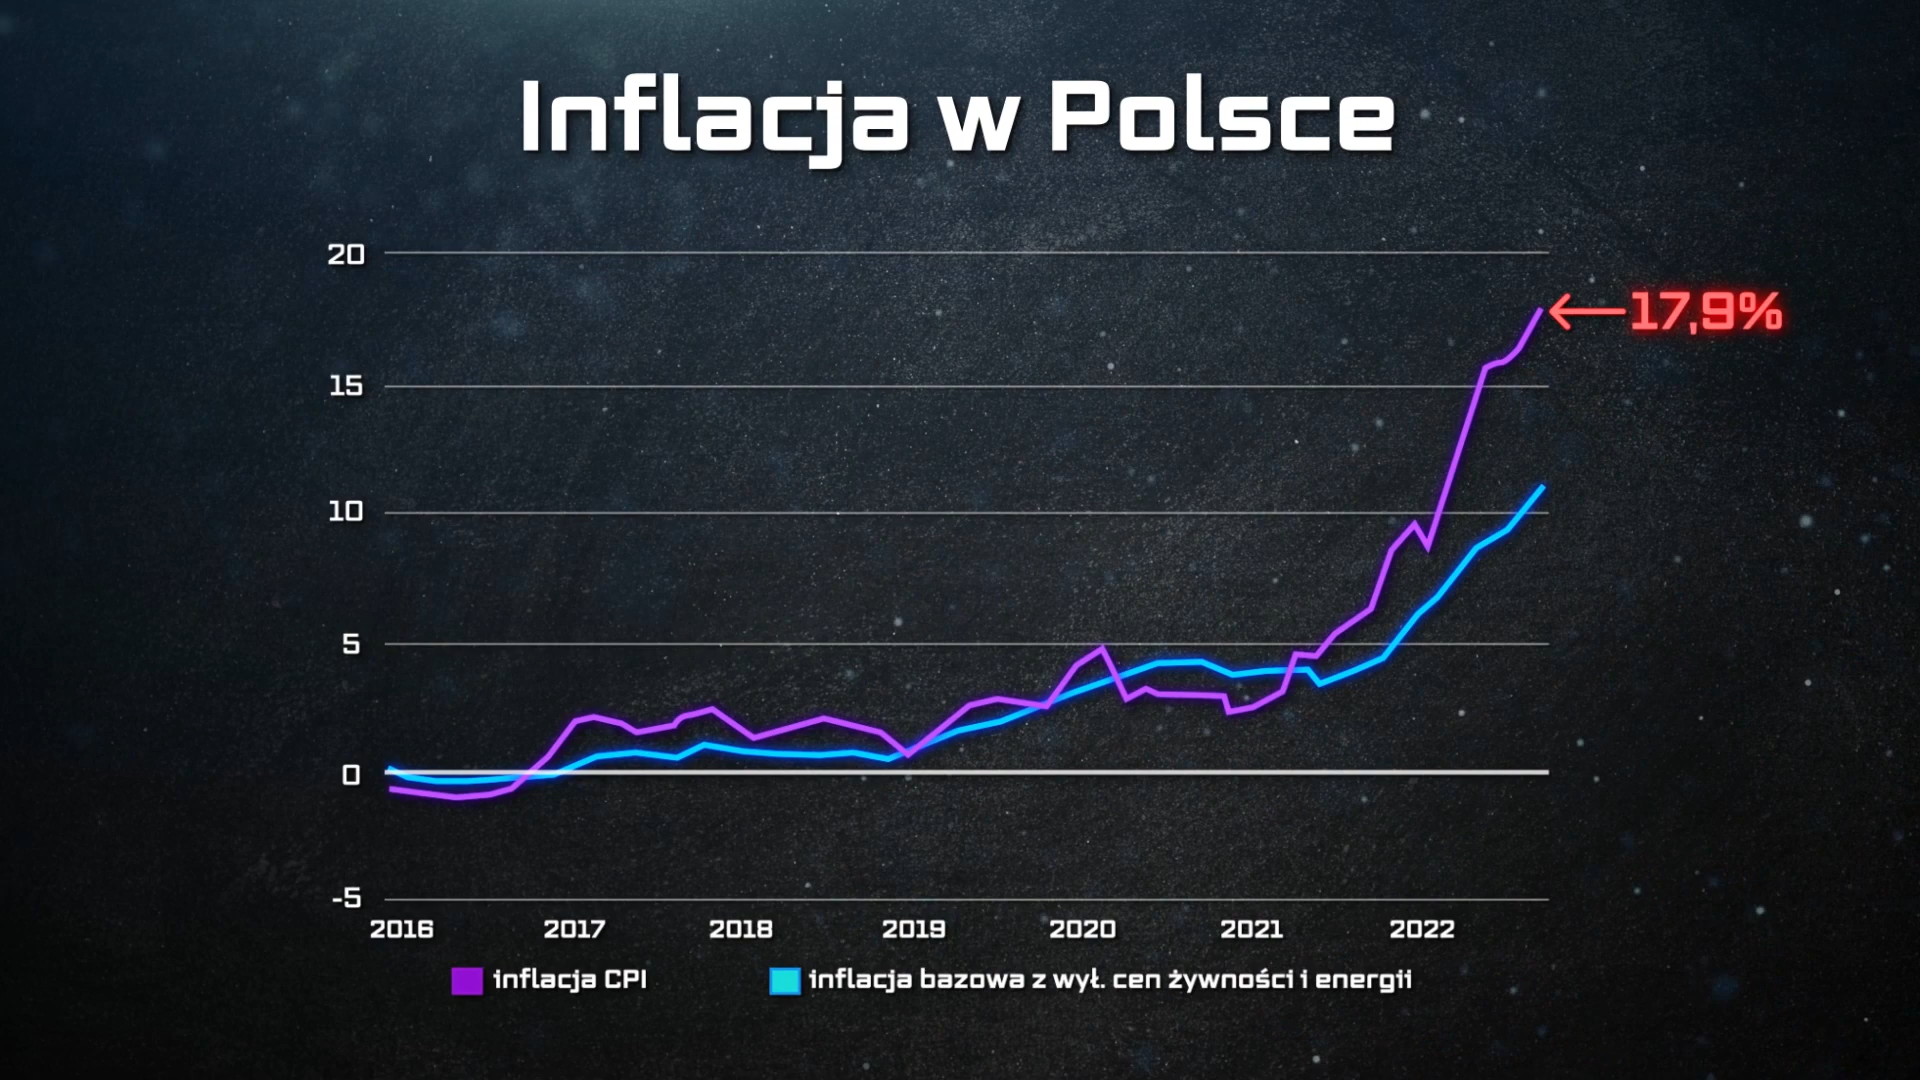 Inflacja w Polsce
20
17,9%
15
10
5
0
-5
2016 2017 2018 2019 2020 2021 2022
inflacja CPI
inflacja bazowa z wył. cen żywności i energii